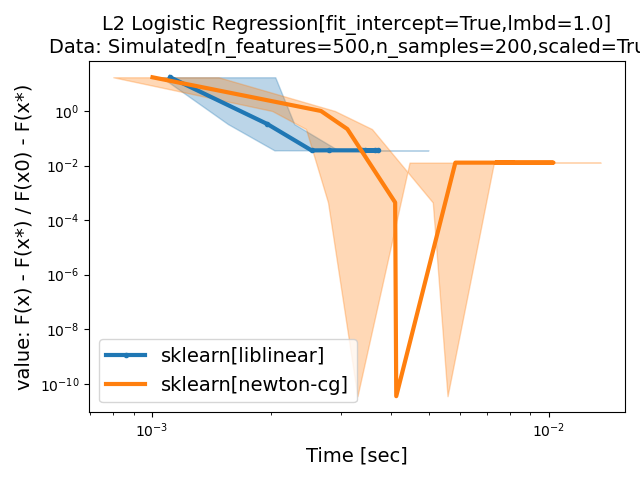 L2 Logistic Regression[fit_intercept=True,lmbd=1.0]
Data: Simulated[n_features=500,n_samples=200,scaled=Tru
value: F(x) - F(x*) / F(x0) - F(x*)
10^0
10^-2
10^-4
10^-6
10^-8
10^-10
sklearn[liblinear]
sklearn[newton-cg]
10^-3
10^-2
Time [sec]